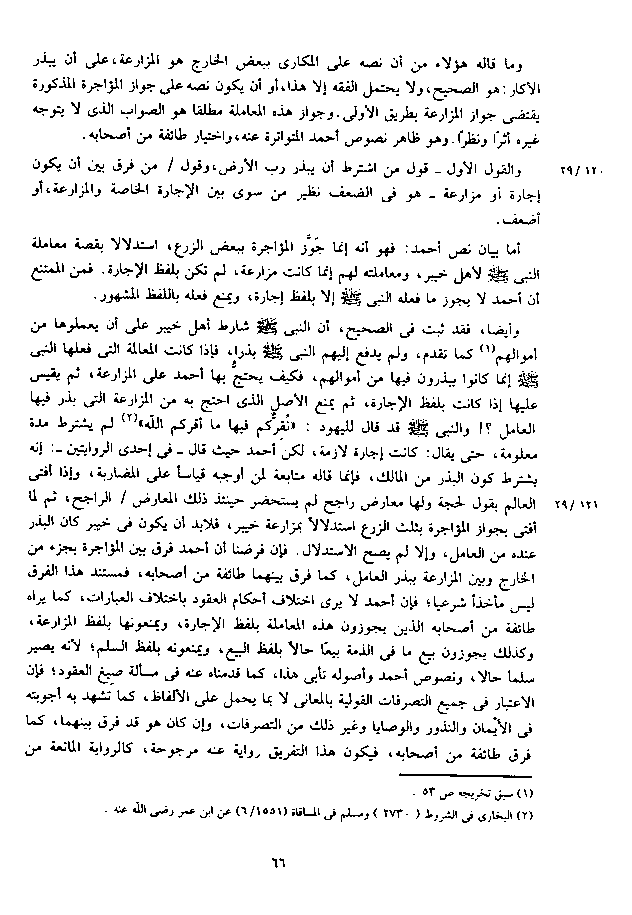 وما قاله هؤلاء من أن نصه على المكارى ببعض الخارج هو المزارعة، على أن يبذر
الأكار: هو الصحيح، ولا يحتمل الفقه إلا هذا، أو أن يكون نصه على جواز المؤاجرة المذكورة
يقتضى جواز المزارعة بطريق الأولى. وجواز هذه المعاملة مطلقا هو الصواب الذى لا يتوجه
غيره أثرًا ونظرًا. وهو ظاهر نصوص أحمد المتواترة عنه، واختيار طائفة من أصحابه.
٢٩/١٢٠ والقول الأول ـ قول من اشترط أن يبذر رب الأرض، وقول / من فرق بين أن يكون
إجارة أو مزارعة ـ هو فى الضعف نظير من سوى بين الإجارة الخاصة والمزارعة، أو
أضعف.
أما بيان نص أحمد: فهو أنه إنما جَوَّز المؤاجرة ببعض الزرع، استدلالا بقصة معاملة
النبى ﷺ لأهل خيبر، ومعاملته لهم إنما كانت مزارعة، لم تكن بلفظ الإجارة. فمن الممتنع
أن أحمد لا يجوز ما فعله النبى ﷺ إلا بلفظ إجارة، ويمنع فعله باللفظ المشهور.
وأيضا، فقد ثبت فى الصحيح، أن النبى ﷺ شارط أهل خيبر على أن يعملوها من
أموالهم(١) كما تقدم، ولم يدفع إليهم النبى ﷺ بذرا، فإذا كانت المعالة التى فعلها النبى
ﷺ إنما كانوا يبذرون فيها من أموالهم، فكيف يحتجُّ بها أحمد على المزارعة، ثم يقيس
عليها إذا كانت بلفظ الإجارة، ثم يمنع الأصل الذى احتج به من المزارعة التى بذر فيها
العامل ؟! والنبى ﷺ قد قال لليهود : «نُقِرُّكم فيها ما أقركم الله»(٢) لم يشترط مدة
معلومة، حتى يقال: كانت إجارة لازمة، لكن أحمد حيث قال ـ فى إحدى الروايتين ـ: إنه
يشترط كون البذر من المالك، فإنما قاله متابعة لمن أوجبه قياسًا على المضاربة، وإذا أفتى
٢٩/١٢١ العالم بقول لحجة ولها معارض راجح لم يستحضر حينئذ ذلك المعارض / الراجح، ثم لما
أفتى بجواز المؤاجرة بثلث الزرع استدلالاً بمزارعة خيبر، فلابد أن يكون فى خيبر كان البذر
عنده من العامل، وإلا لم يصح الاستدلال. فإن فرضنا أن أحمد فرق بين المؤاجرة بجزء من
الخارج وبين المزارعة ببذر العامل، كما فرق بينهما طائفة من أصحابه، فمستند هذا الفرق
ليس مأخذاً شرعيا؛ فإن أحمد لا يرى اختلاف أحكام العقود باختلاف العبارات، كما يراه
طائفة من أصحابه الذين يجوزون هذه المعاملة بلفظ الإجارة، ويمنعونها بلفظ المزارعة،
وكذلك يجوزون بيع ما فى الذمة بيعًا حالاً بلفظ البيع، ويمنعونه بلفظ السلم؛ لأنه يصير
سلما حالا، ونصوص أحمد وأصوله تأبى هذا، كما قدمناه عنه فى مسألة صِيَغ العقود؛ فإن
الاعتبار فى جميع التصرفات القولية بالمعانى لا بما يحمل على الألفاظ، كما تشهد به أجوبته
فى الأيْمان والنذور والوصايا وغير ذلك من التصرفات، وإن كان هو قد فرق بينهما، كما
فرق طائفة من أصحابه، فيكون هذا التفريق رواية عنه مرجوحة، كالرواية المانعة من
(١) سبق تخريجه ص ٥٣ .
(٢) البخارى فى الشروط ( ٢٧٣٠ ) ومسلم فى المساقاة (١٥٥١/٦) عن ابن عمر رضى الله عنه .
٦٦